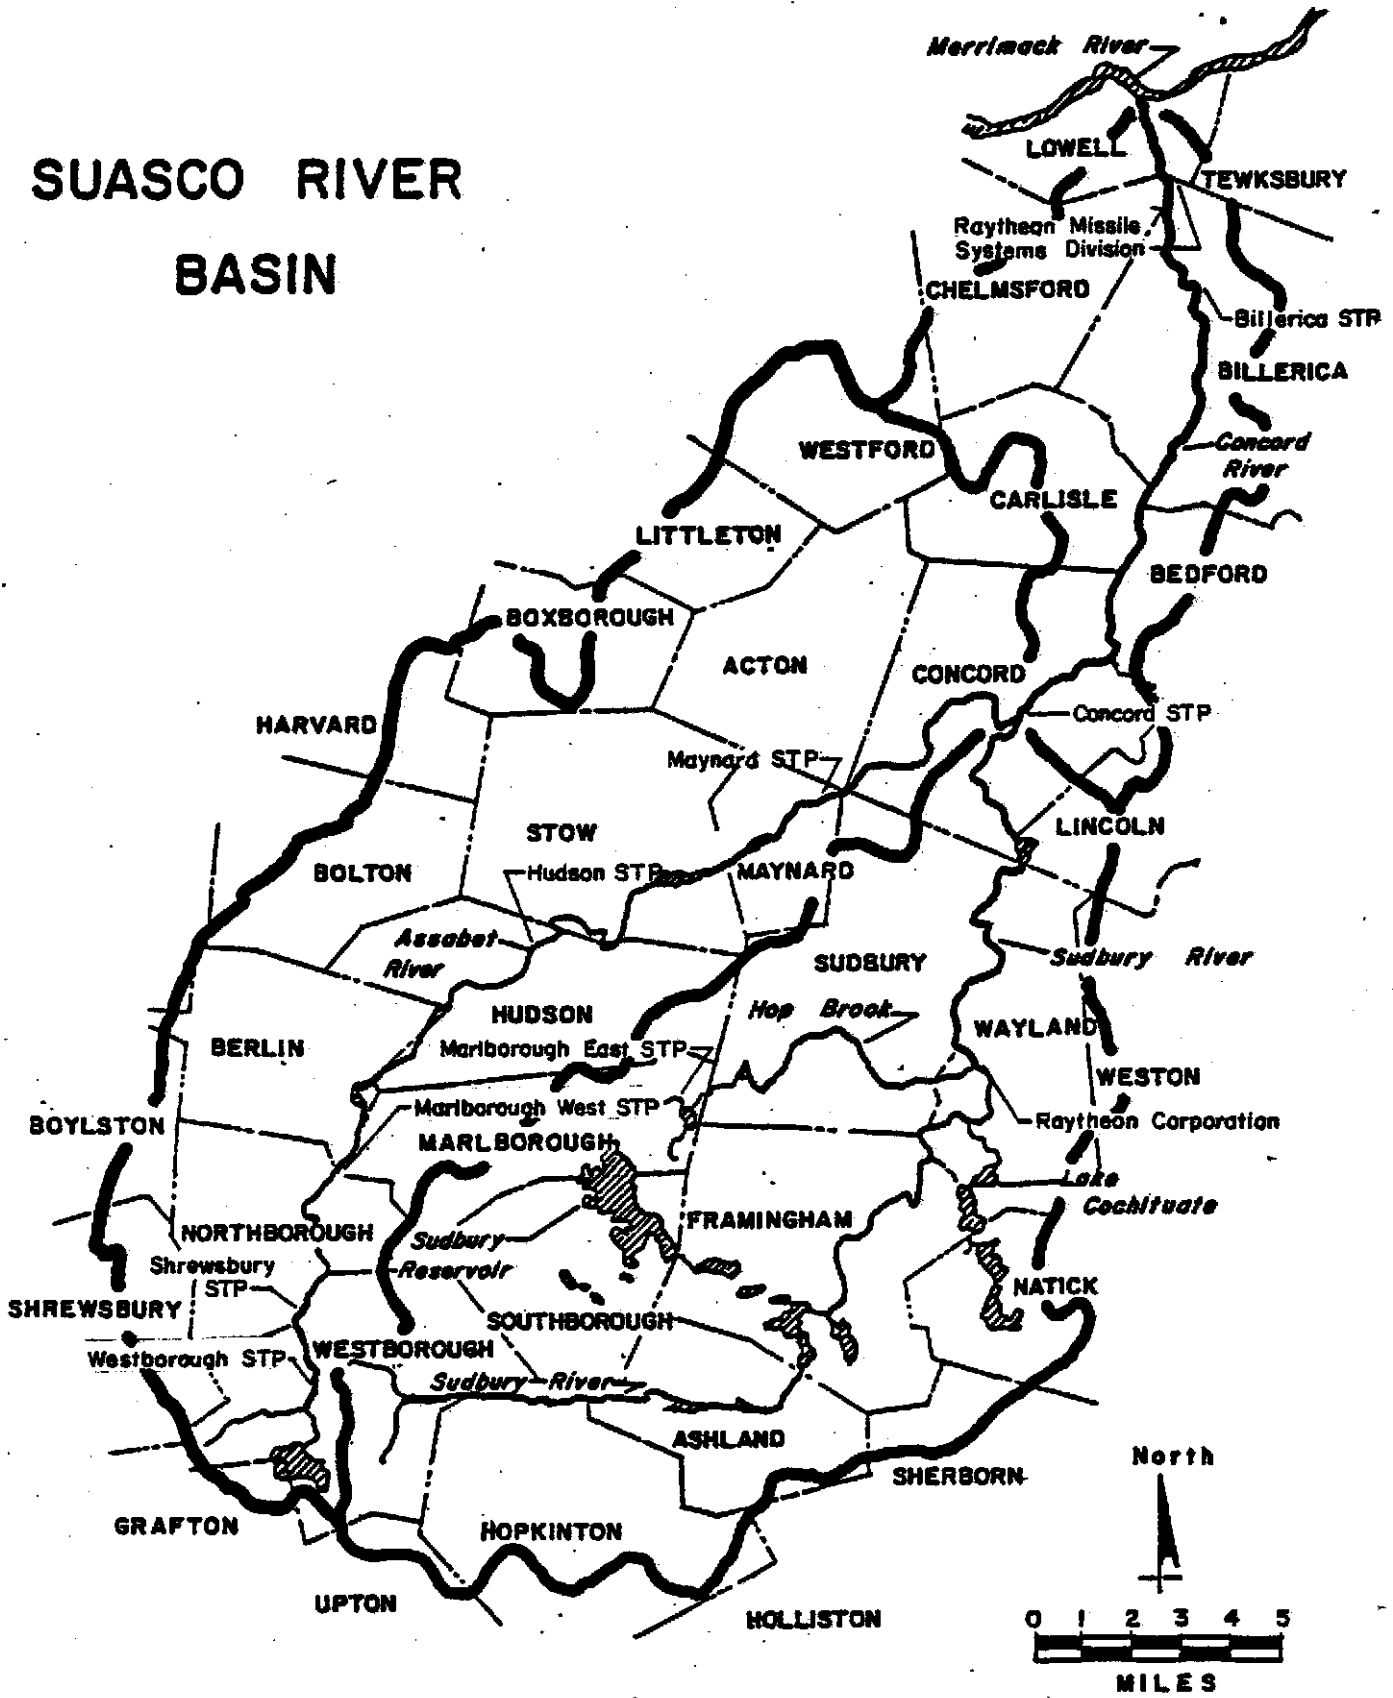 Merrimack River
SUASCO RIVER
BASIN
LOWELL
TEWKSBURY
Raytheon Missile
Systems Division
CHELMSFORD
Billerica STP
BILLERICA
Concord
River
WESTFORD
CARLISLE
LITTLETON
BEDFORD
BOXBOROUGH
ACTON
CONCORD
HARVARD
Concord STP
Maynard STP
STOW
LINCOLN
BOLTON
Hudson STP
MAYNARD
Assabet
River
SUDBURY
Sudbury River
Hop Brook
HUDSON
WAYLAND
BERLIN
Marlborough East STP
WESTON
Marlborough West STP
BOYLSTON
Raytheon Corporation
MARLBOROUGH
Lake
Cochituate
NORTHBOROUGH
FRAMINGHAM
Sudbury
Reservoir
Shrewsbury
STP
NATICK
SHREWSBURY
SOUTHBOROUGH
WESTBOROUGH
Westborough STP
Sudbury River
ASHLAND
SHERBORN
North
GRAFTON
HOPKINTON
UPTON
HOLLISTON
0 1 2 3 4 5
MILES